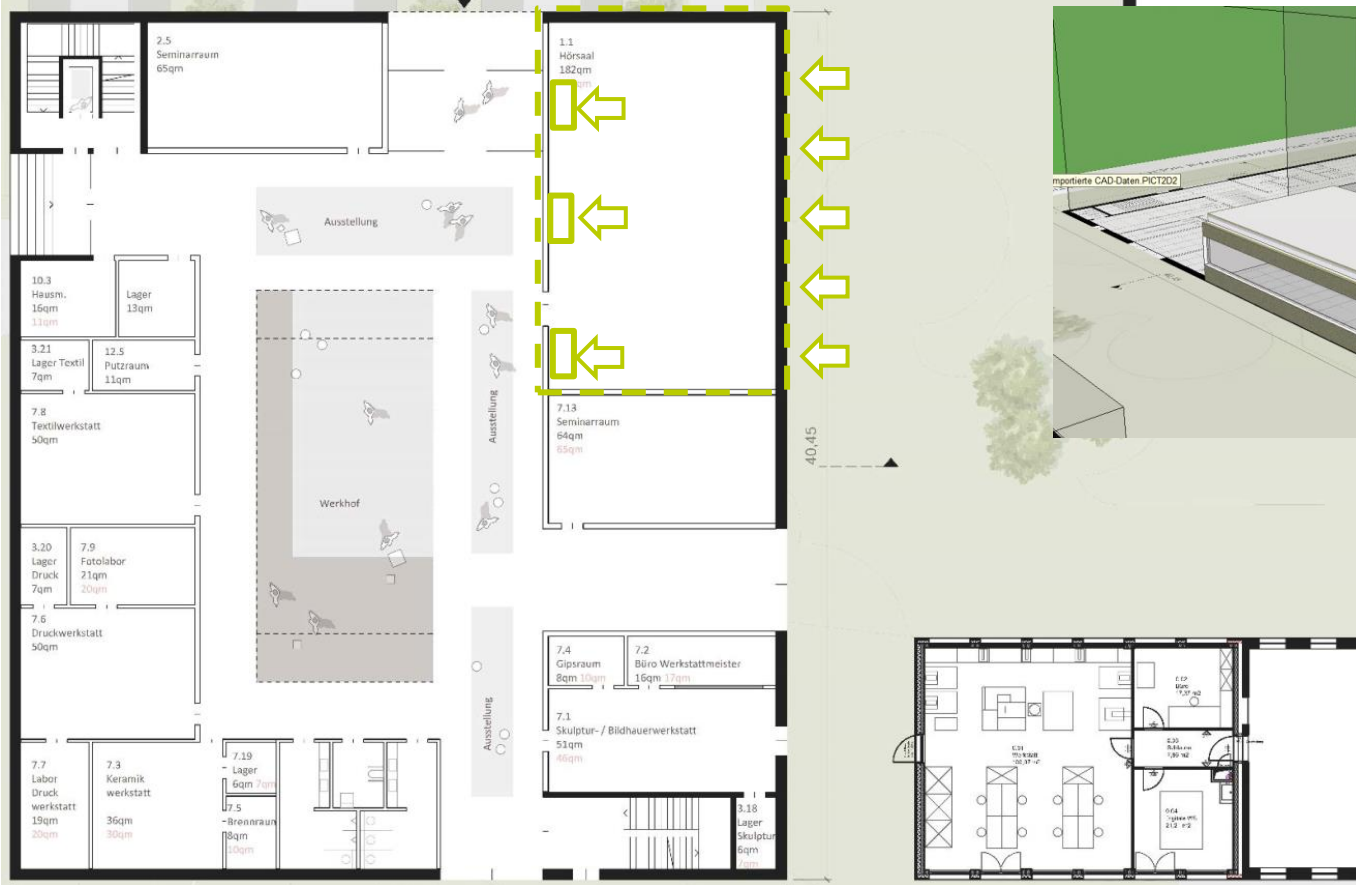 2.5
Seminarraum
65qm
1.1
Hörsaal
182qm
Ausstellung
10.3
Hausm.
16qm
11qm
Lager
13qm
3.21
Lager Textil
7qm
12.5
Putzraum
11qm
7.8
Textilwerkstatt
50qm
Ausstellung
7.13
Seminarraum
64qm
65qm
Werkhof
3.20
Lager
Druck
7qm
7.9
Fotolabor
21qm
20qm
7.6
Druckwerkstatt
50qm
7.4
Gipsraum
8qm 10qm
7.2
Büro Werkstattmeister
16qm 17qm
7.1
Skulptur- / Bildhauerwerkstatt
51qm
46qm
Ausstellung
7.7
Labor
Druck
werkstatt
19qm
20qm
7.3
Keramik
werkstatt
36qm
30qm
7.19
Lager
6qm 7qm
7.5
Brennraum
8qm
10qm
3.18
Lager
Skulptur
6qm
7qm
40,45
mportierte CAD-Daten.PICT2D2